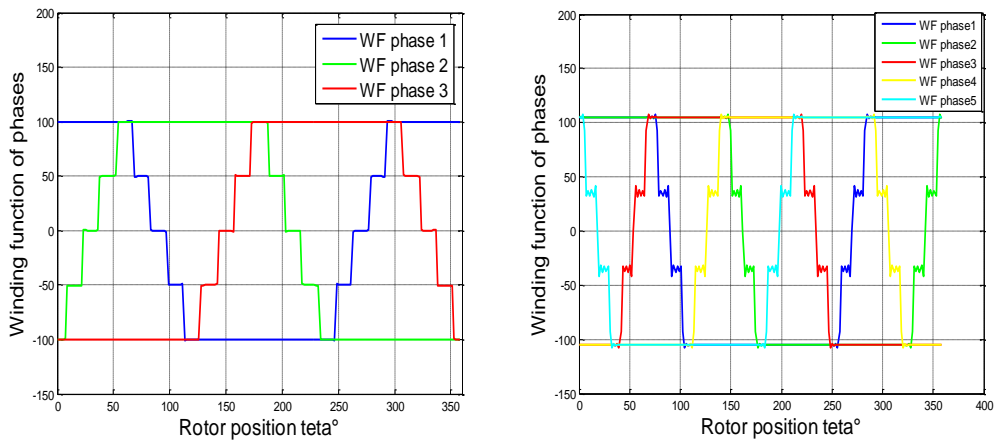 200
150
100
50
0
-50
-100
-150
0 50 100 150 200 250 300 350
Winding function of phases
Rotor position teta°
WF phase 1
WF phase 2
WF phase 3
200
150
100
50
0
-50
-100
-150
0 50 100 150 200 250 300 350 400
Winding function of phases
Rotor position teta°
WF phase1
WF phase2
WF phase3
WF phase4
WF phase5